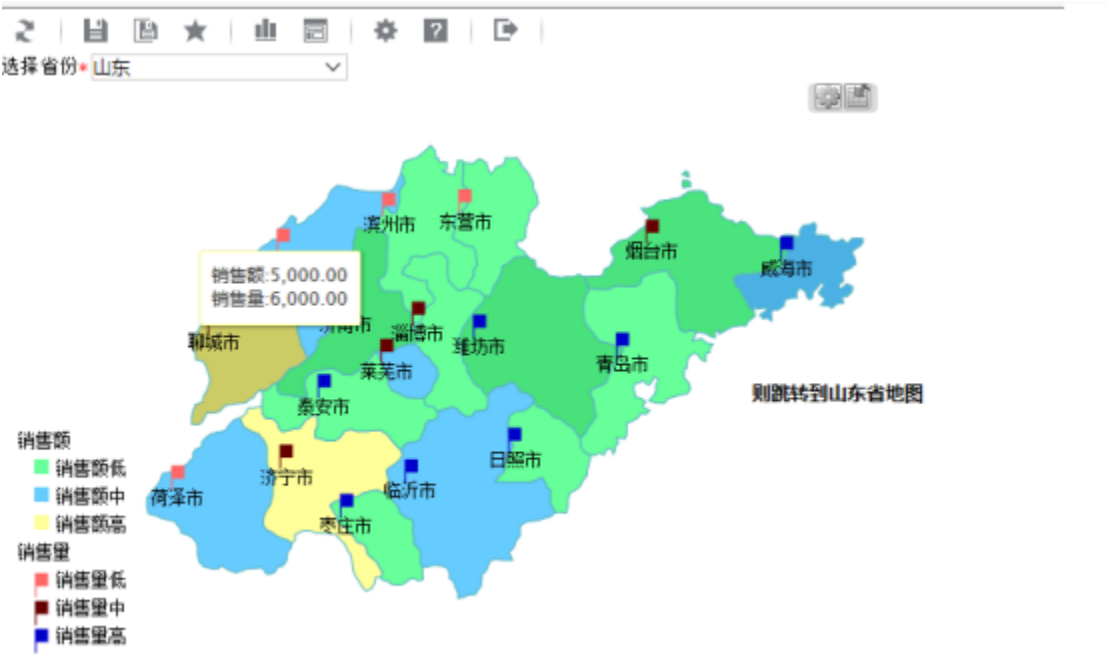 选择省份*山东
滨州市
东营市
烟台市
威海市
销售额:5,000.00
销售量:6,000.00
济南市
淄博市
聊城市
潍坊市
青岛市
莱芜市
则跳转到山东省地图
泰安市
日照市
济宁市
临沂市
菏泽市
枣庄市
销售额
销售额低
销售额中
销售额高
销售量
销售量低
销售量中
销售量高